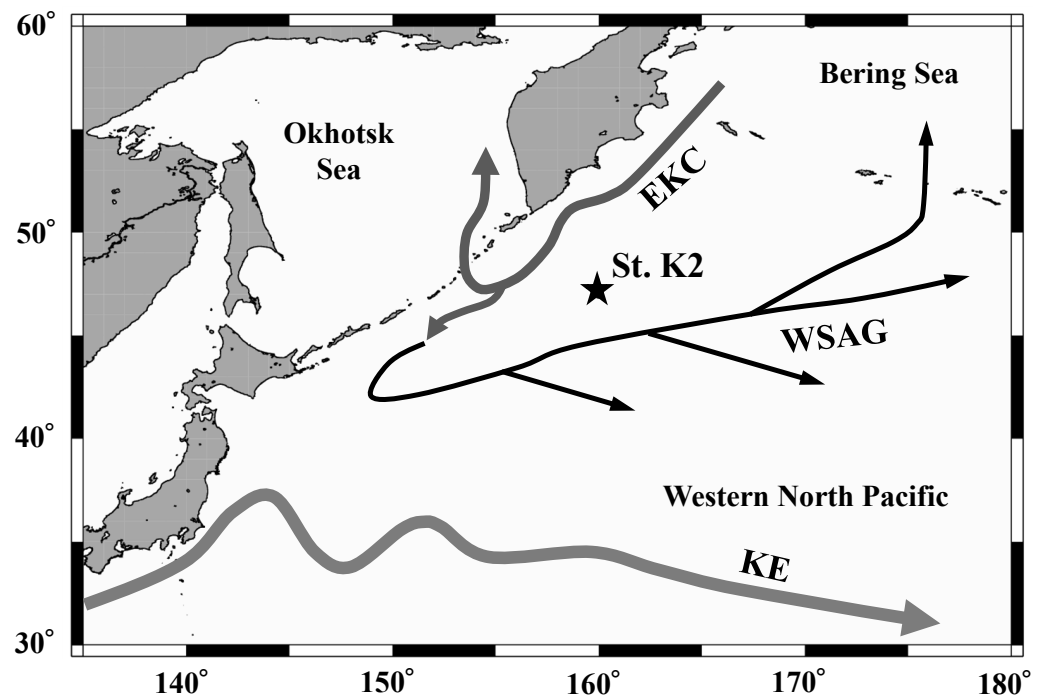 60°
Bering Sea
Okhotsk
Sea
EKC
50°
St. K2
WSAG
40°
Western North Pacific
KE
30°
140°
150°
160°
170°
180°